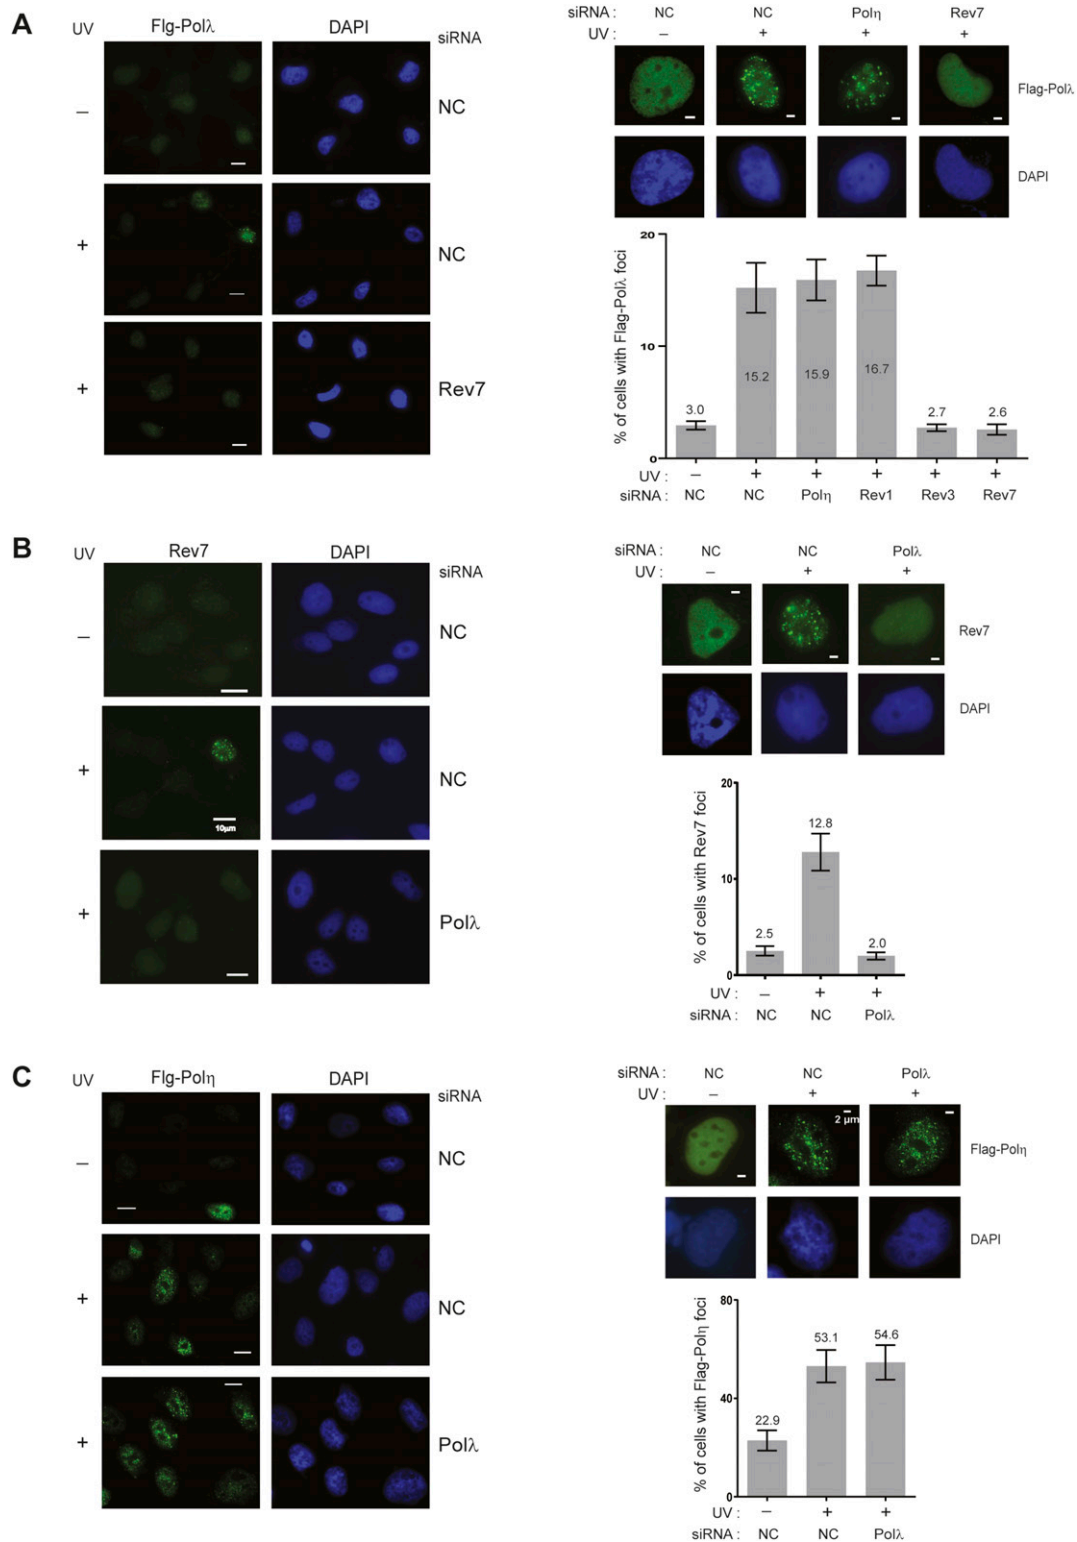 A
UV
Flg-Polλ
DAPI
siRNA
–
NC
+
NC
+
Rev7
siRNA : NC NC Polη Rev7
UV : – + + +
Flag-Polλ
DAPI
% of cells with Flag-Polλ foci
20
10
0
3.0
15.2
15.9
16.7
2.7
2.6
UV : – + + + + +
siRNA : NC NC Polη Rev1 Rev3 Rev7
B
UV
Rev7
DAPI
siRNA
–
NC
+
10µm
NC
+
Polλ
siRNA : NC NC Polλ
UV : – + +
Rev7
DAPI
% of cells with Rev7 foci
20
10
0
2.5
12.8
2.0
UV : – + +
siRNA : NC NC Polλ
C
UV
Flg-Polη
DAPI
siRNA
–
NC
+
NC
+
Polλ
siRNA : NC NC Polλ
UV : – + +
2 µm
Flag-Polη
DAPI
% of cells with Flag-Polη foci
80
40
0
22.9
53.1
54.6
UV : – + +
siRNA : NC NC Polλ